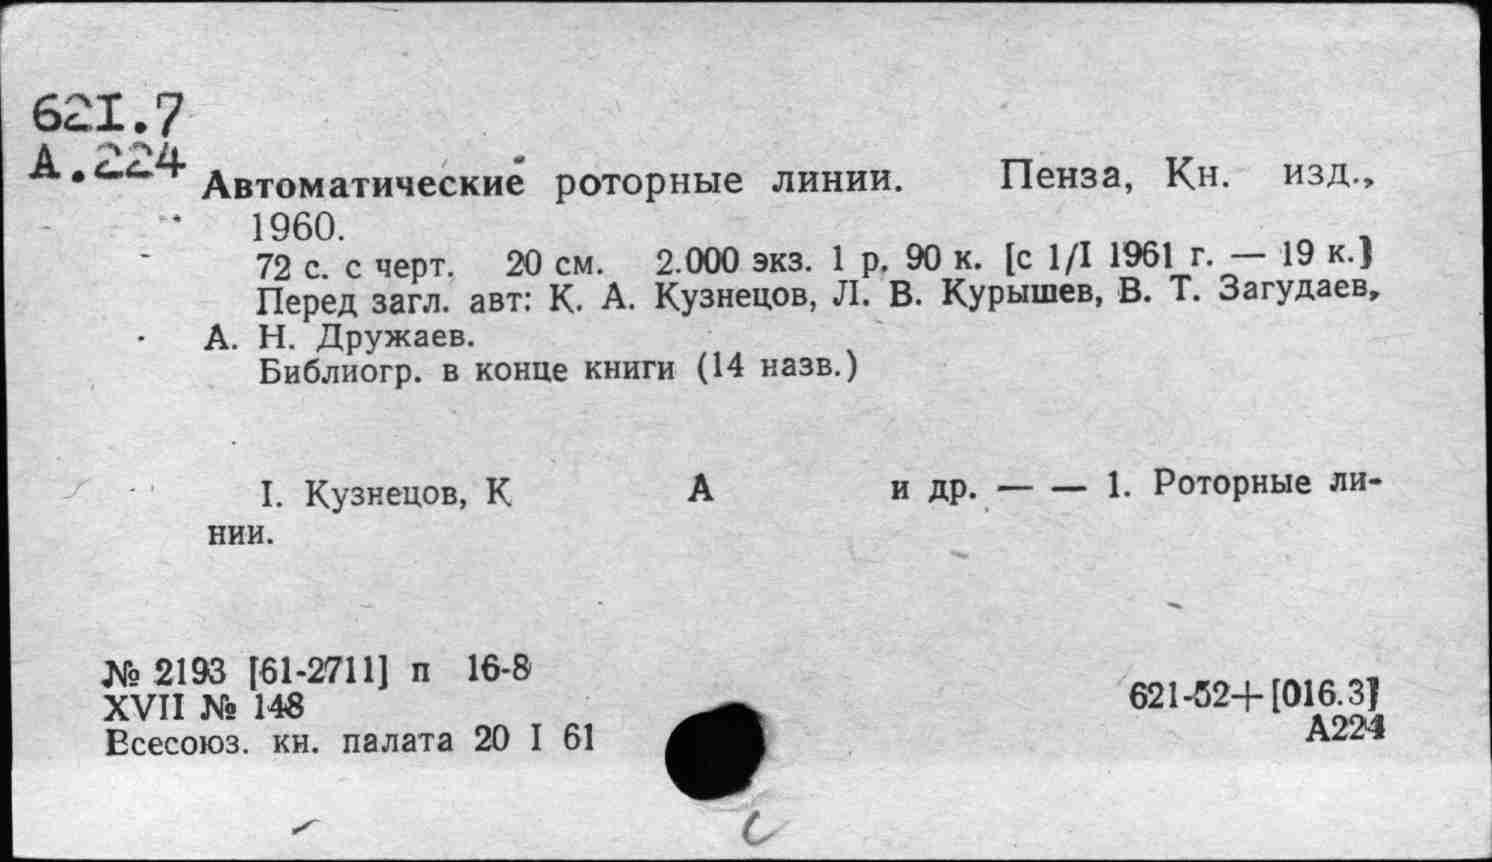 621.7
А.224
Автоматические роторные линии. Пенза, Кн. изд.,
1960.
72 с. с черт. 20 см. 2.000 экз. 1 р. 90 к. [с 1/I 1961 г. — 19 к.]
Перед загл. авт: К. А. Кузнецов, Л. В. Курышев, В. Т. Загудаев,
А. Н. Дружаев.
Библиогр. в конце книги (14 назв.)
I. Кузнецов, К А и др. — — 1. Роторные ли-
нии.
№ 2193 [61-2711] п 16-8
XVII № 148
Всесоюз. кн. палата 20 I 61
621-52+[016.3]
А224